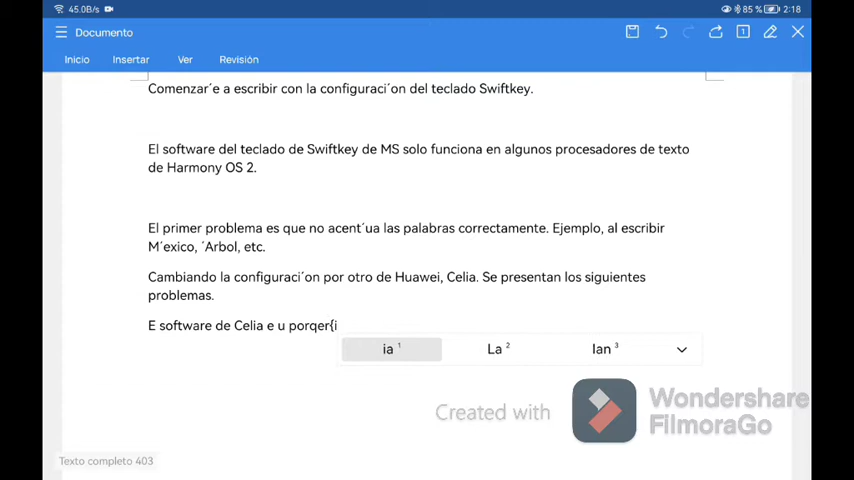 45.0B/s 85 % 2:18
Documento 1
Inicio Insertar Ver Revisión
Comenzar´e a escribir con la configuraci´on del teclado Swiftkey.
El software del teclado de Swiftkey de MS solo funciona en algunos procesadores de texto
de Harmony OS 2.
El primer problema es que no acent´ua las palabras correctamente. Ejemplo, al escribir
M´exico, ´Arbol, etc.
Cambiando la configuraci´on por otro de Huawei, Celia. Se presentan los siguientes
problemas.
E software de Celia e u porqer{i
ia 1 La 2 Ian 3
Created with Wondershare
FilmoraGo
Texto completo 403